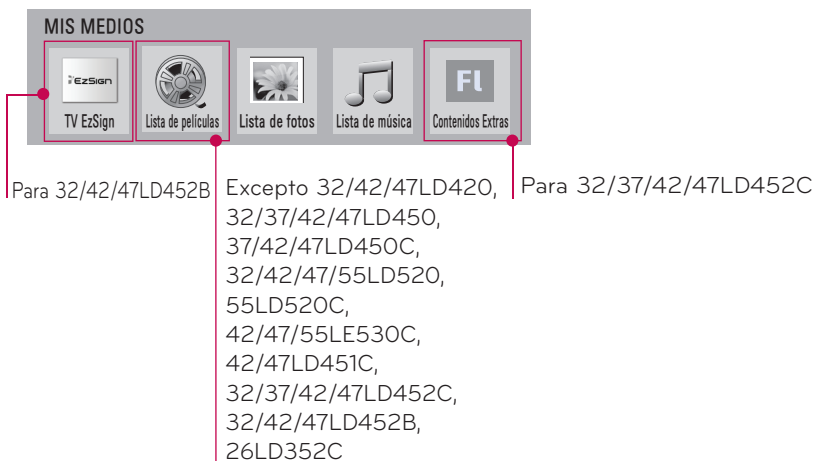 MIS MEDIOS
EZSIGN
FL
TV EzSign
Lista de películas
Lista de fotos
Lista de música
Contenidos Extras
Para 32/42/47LD452B
Excepto 32/42/47LD420,
32/37/42/47LD450,
37/42/47LD450C,
32/42/47/55LD520,
55LD520C,
42/47/55LE530C,
42/47LD451C,
32/37/42/47LD452C,
32/42/47LD452B,
26LD352C
Para 32/37/42/47LD452C